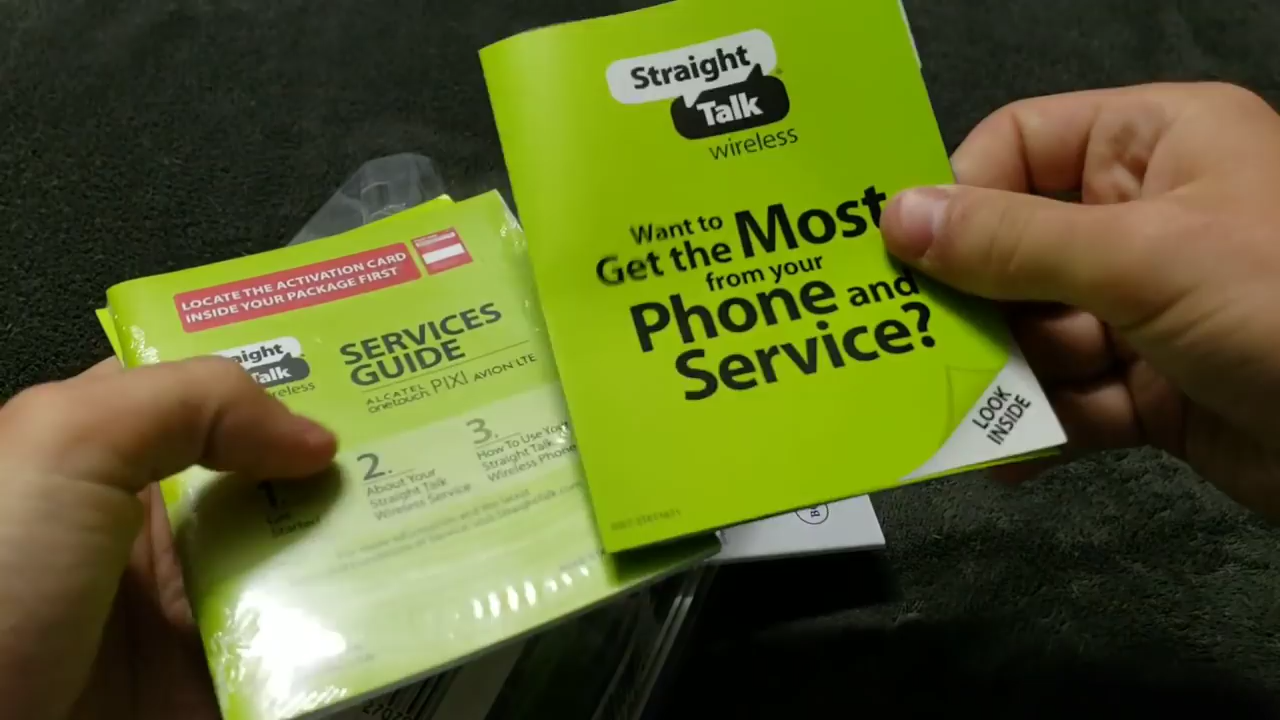 Straight
Talk
wireless
Want to
Get the Most
from your
Phone and
Service?
LOOK
INSIDE
LOCATE THE ACTIVATION CARD
INSIDE YOUR PACKAGE FIRST
SERVICES
GUIDE
ALCATEL
onetouch PIXI AVION LTE
1.
2.
About Your
Straight Talk
Wireless Service
3.
How To Use Your
Straight Talk
Wireless Phone